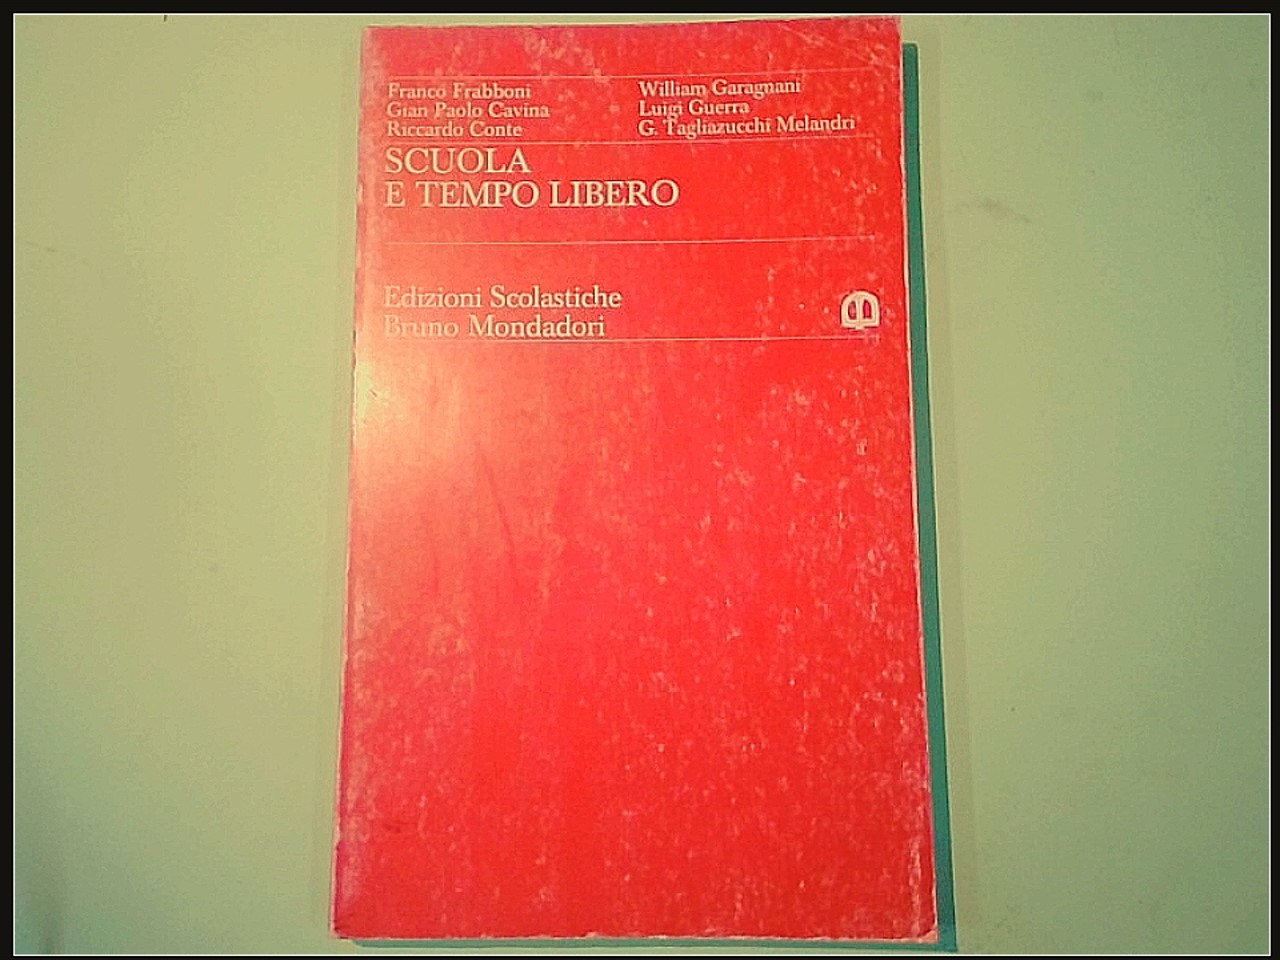 Franco Frabboni
Gian Paolo Cavina
Riccardo Conte
William Garagnani
Luigi Guerra
G. Tagliazucchi Melandri
SCUOLA
E TEMPO LIBERO
Edizioni Scolastiche
Bruno Mondadori